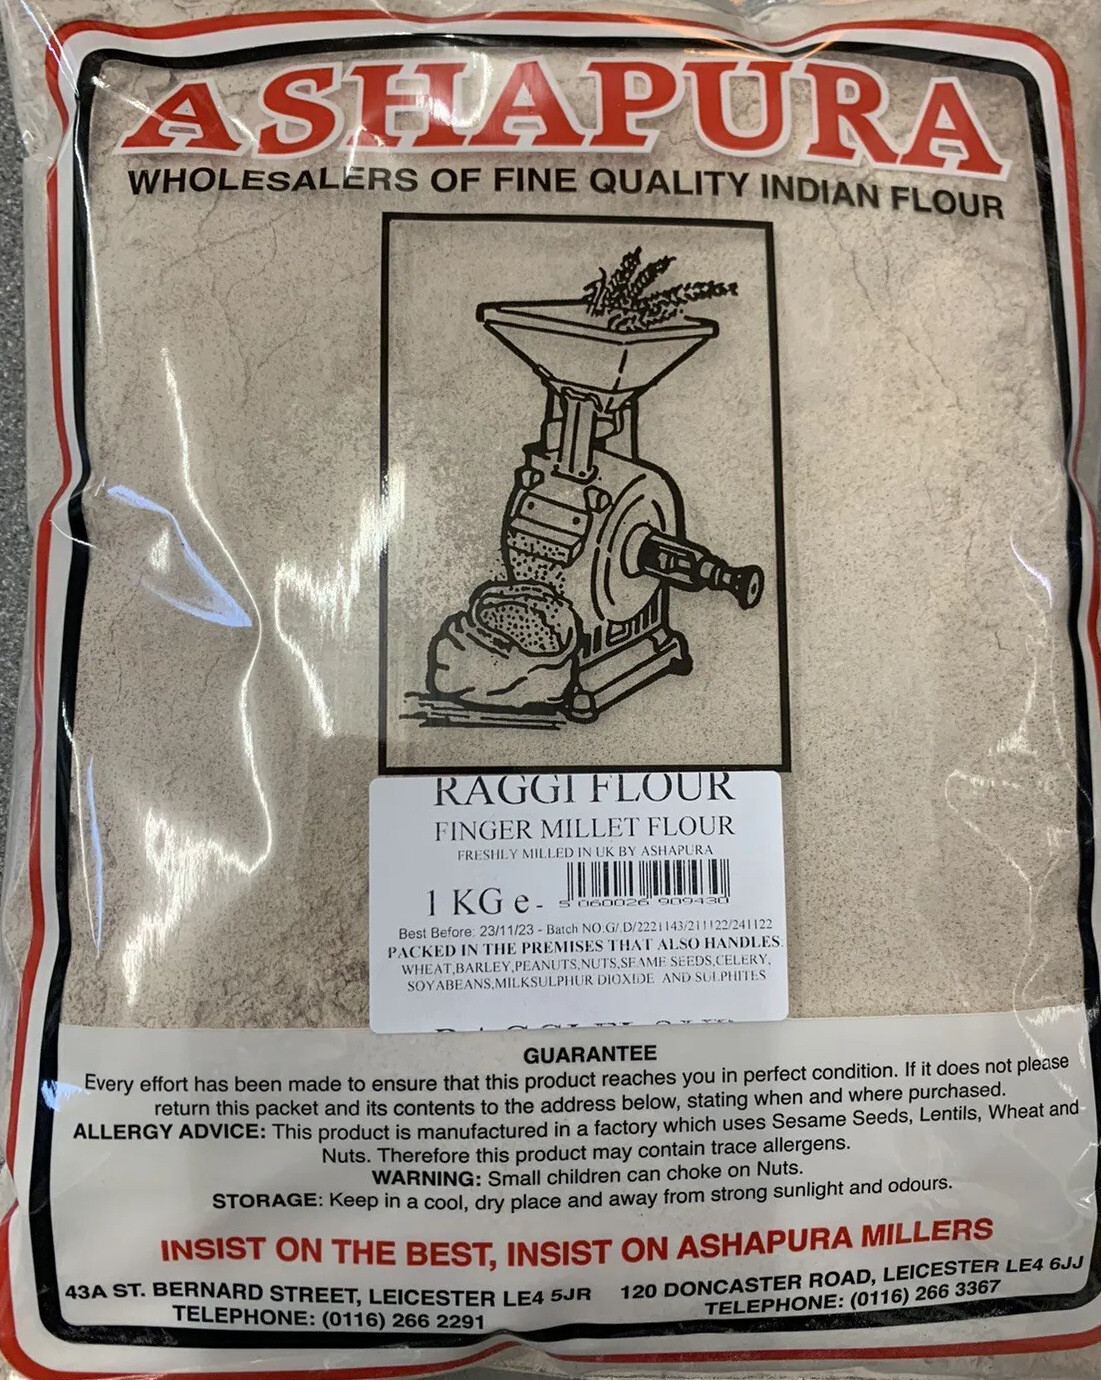 ASHAPURA
WHOLESALERS OF FINE QUALITY INDIAN FLOUR
RAGGI FLOUR
FINGER MILLET FLOUR
FRESHLY MILLED IN UK BY ASHAPURA
1 KG e-
5 060026 909430
Best Before: 23/11/23 - Batch NO:G/.D/2221143/211122/241122
PACKED IN THE PREMISES THAT ALSO HANDLES.
WHEAT,BARLEY,PEANUTS,NUTS,SEAME SEEDS,CELERY,
SOYABEANS,MILKSULPHUR DIOXIDE AND SULPHITES
GUARANTEE
Every effort has been made to ensure that this product reaches you in perfect condition. If it does not please
return this packet and its contents to the address below, stating when and where purchased.
ALLERGY ADVICE: This product is manufactured in a factory which uses Sesame Seeds, Lentils, Wheat and
Nuts. Therefore this product may contain trace allergens.
WARNING: Small children can choke on Nuts.
STORAGE: Keep in a cool, dry place and away from strong sunlight and odours.
INSIST ON THE BEST, INSIST ON ASHAPURA MILLERS
43A ST. BERNARD STREET, LEICESTER LE4 5JR
TELEPHONE: (0116) 266 2291
120 DONCASTER ROAD, LEICESTER LE4 6JJ
TELEPHONE: (0116) 266 3367